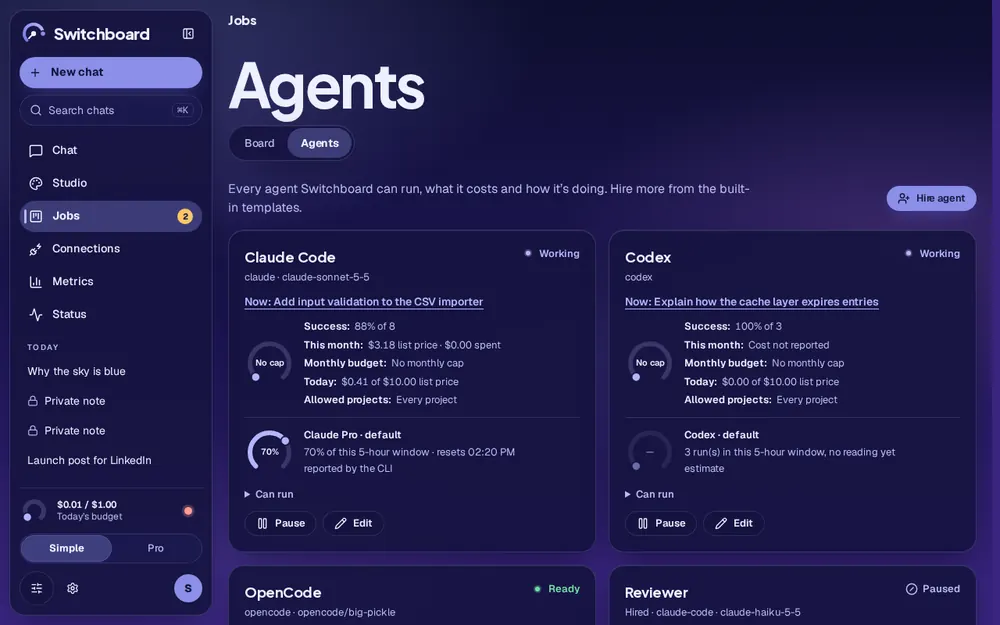 Switchboard
New chat
Search chats
⌘K
Chat
Studio
Jobs
2
Connections
Metrics
Status
TODAY
Why the sky is blue
Private note
Private note
Launch post for LinkedIn
$0.01 / $1.00
Today's budget
Simple
Pro
S
Jobs
Agents
Board
Agents
Every agent Switchboard can run, what it costs and how it's doing. Hire more from the built-
in templates.
Hire agent
Claude Code
Working
claude · claude-sonnet-5-5
Now: Add input validation to the CSV importer
No cap
Success: 88% of 8
This month: $3.18 list price · $0.00 spent
Monthly budget: No monthly cap
Today: $0.41 of $10.00 list price
Allowed projects: Every project
70%
Claude Pro · default
70% of this 5-hour window · resets 02:20 PM
reported by the CLI
Can run
Pause
Edit
Codex
Working
codex
Now: Explain how the cache layer expires entries
No cap
Success: 100% of 3
This month: Cost not reported
Monthly budget: No monthly cap
Today: $0.00 of $10.00 list price
Allowed projects: Every project
—
Codex · default
3 run(s) in this 5-hour window, no reading yet
estimate
Can run
Pause
Edit
OpenCode
Ready
opencode · opencode/big-pickle
Reviewer
Paused
Hired · claude-code · claude-haiku-5-5